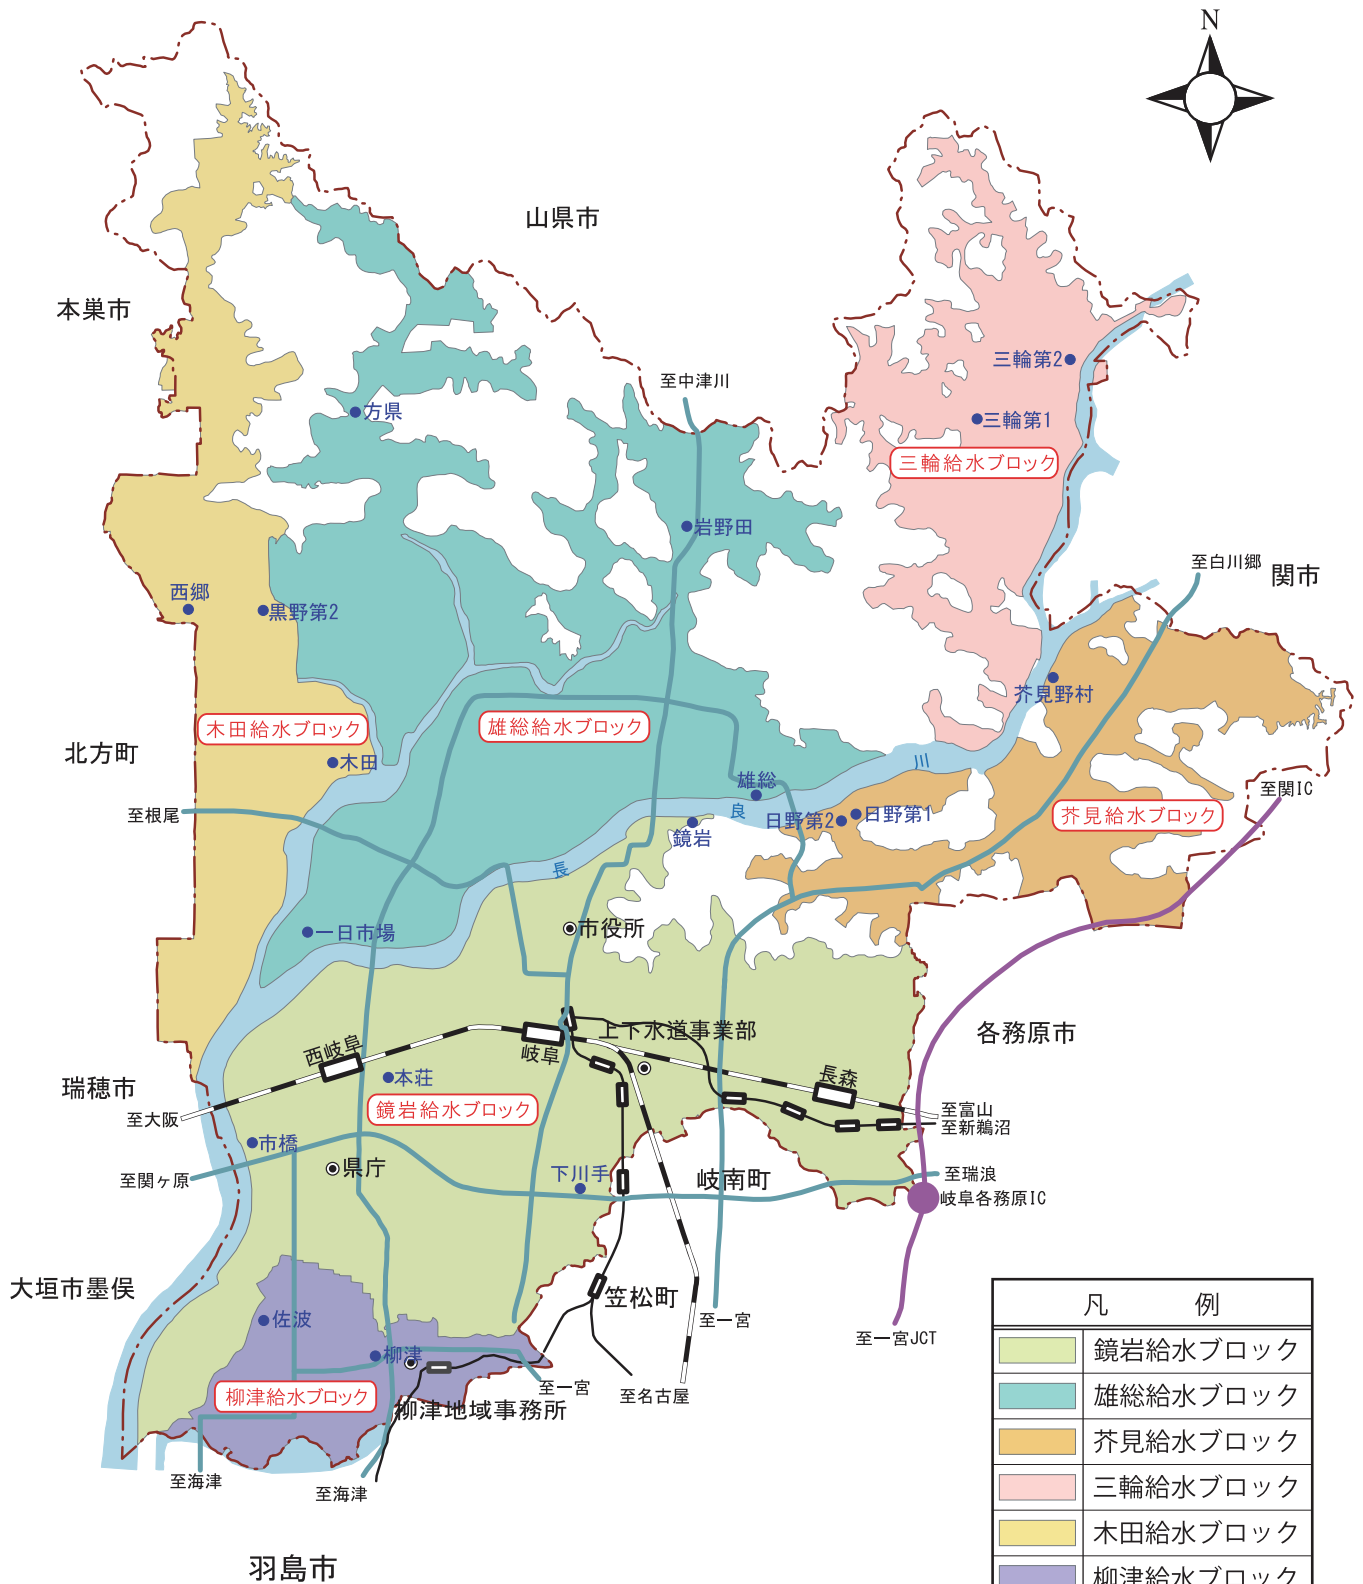 N
山県市
本巣市
至中津川
三輪第2
方県
三輪第1
三輪給水ブロック
岩野田
至白川郷
関市
西郷
黒野第2
芥見野村
木田給水ブロック
雄総給水ブロック
北方町
木田
川
雄総
至関IC
至根尾
良
日野第2
日野第1
芥見給水ブロック
鏡岩
長
市役所
一日市場
上下水道事業部
各務原市
西岐阜
岐阜
長森
本荘
瑞穂市
鏡岩給水ブロック
至大阪
至富山
至新鵜沼
市橋
県庁
下川手
岐南町
至関ヶ原
至瑞浪
岐阜各務原IC
大垣市墨俣
笠松町
佐波
至一宮
至一宮JCT
柳津
至一宮
至名古屋
柳津給水ブロック
柳津地域事務所
至海津
至海津
羽島市
凡 例
鏡岩給水ブロック
雄総給水ブロック
芥見給水ブロック
三輪給水ブロック
木田給水ブロック
柳津給水ブロック